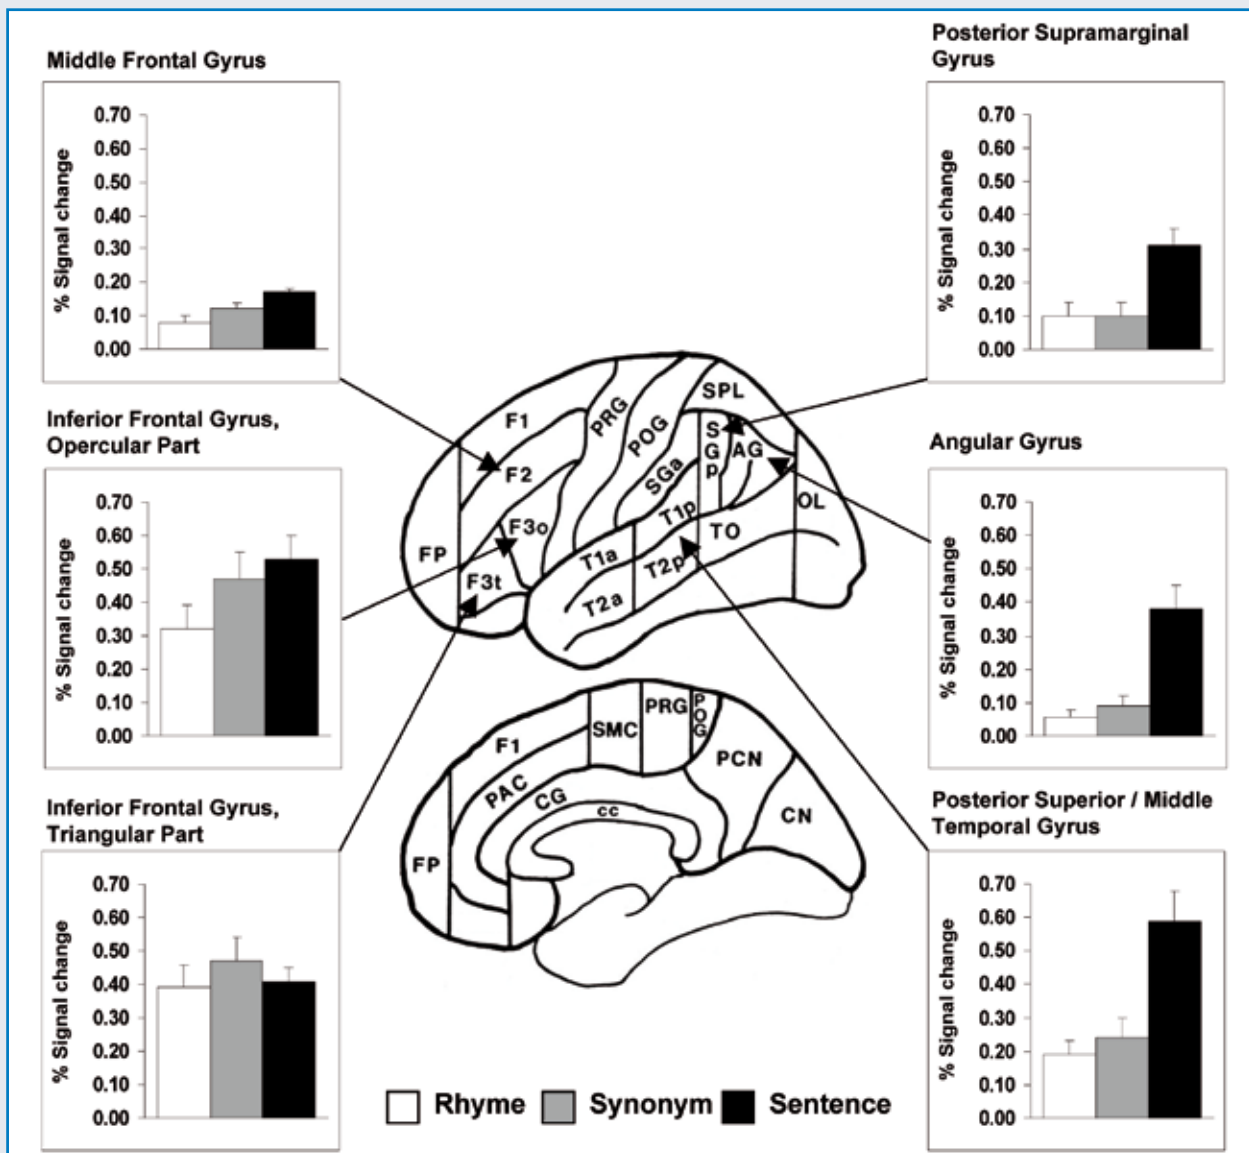 Middle Frontal Gyrus
% Signal change
0.70
0.60
0.50
0.40
0.30
0.20
0.10
0.00
Inferior Frontal Gyrus,
Opercular Part
% Signal change
0.70
0.60
0.50
0.40
0.30
0.20
0.10
0.00
Inferior Frontal Gyrus,
Triangular Part
% Signal change
0.70
0.60
0.50
0.40
0.30
0.20
0.10
0.00
F1
F2
FP
F3o
F3t
PRG
POG
SPL
SGa
SGp
AG
OL
T1p
TO
T1a
T2p
T2a
F1
SMC
PRG
POG
PAC
CG
cc
PCN
CN
FP
Posterior Supramarginal
Gyrus
% Signal change
0.70
0.60
0.50
0.40
0.30
0.20
0.10
0.00
Angular Gyrus
% Signal change
0.70
0.60
0.50
0.40
0.30
0.20
0.10
0.00
Posterior Superior / Middle
Temporal Gyrus
% Signal change
0.70
0.60
0.50
0.40
0.30
0.20
0.10
0.00
Rhyme Synonym Sentence